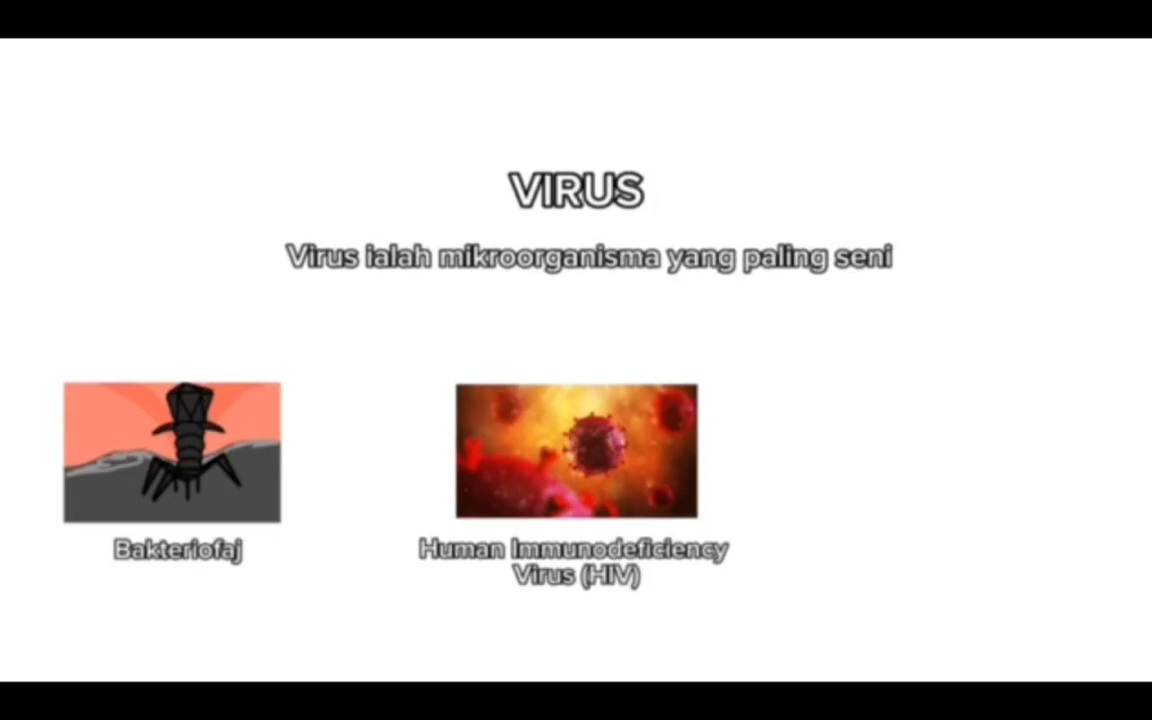 VIRUS
Virus ialah mikroorganisma yang paling seni
Bakteriofaj
Human Immunodeficiency
Virus (HIV)